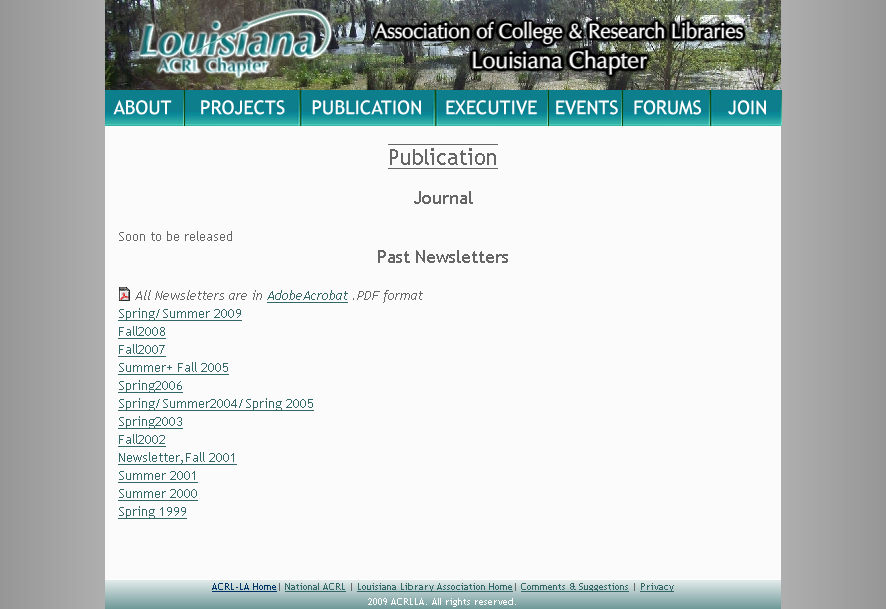 Louisiana
ACRL Chapter
Association of College & Research Libraries
Louisiana Chapter
ABOUT PROJECTS PUBLICATION EXECUTIVE EVENTS FORUMS JOIN
Publication
Journal
Soon to be released
Past Newsletters
All Newsletters are in AdobeAcrobat .PDF format
Spring/Summer 2009
Fall2008
Fall2007
Summer+ Fall 2005
Spring2006
Spring/Summer2004/Spring 2005
Spring2003
Fall2002
Newsletter,Fall 2001
Summer 2001
Summer 2000
Spring 1999
ACRL-LA Home| National ACRL | Louisiana Library Association Home| Comments & Suggestions | Privacy
2009 ACRLLA. All rights reserved.